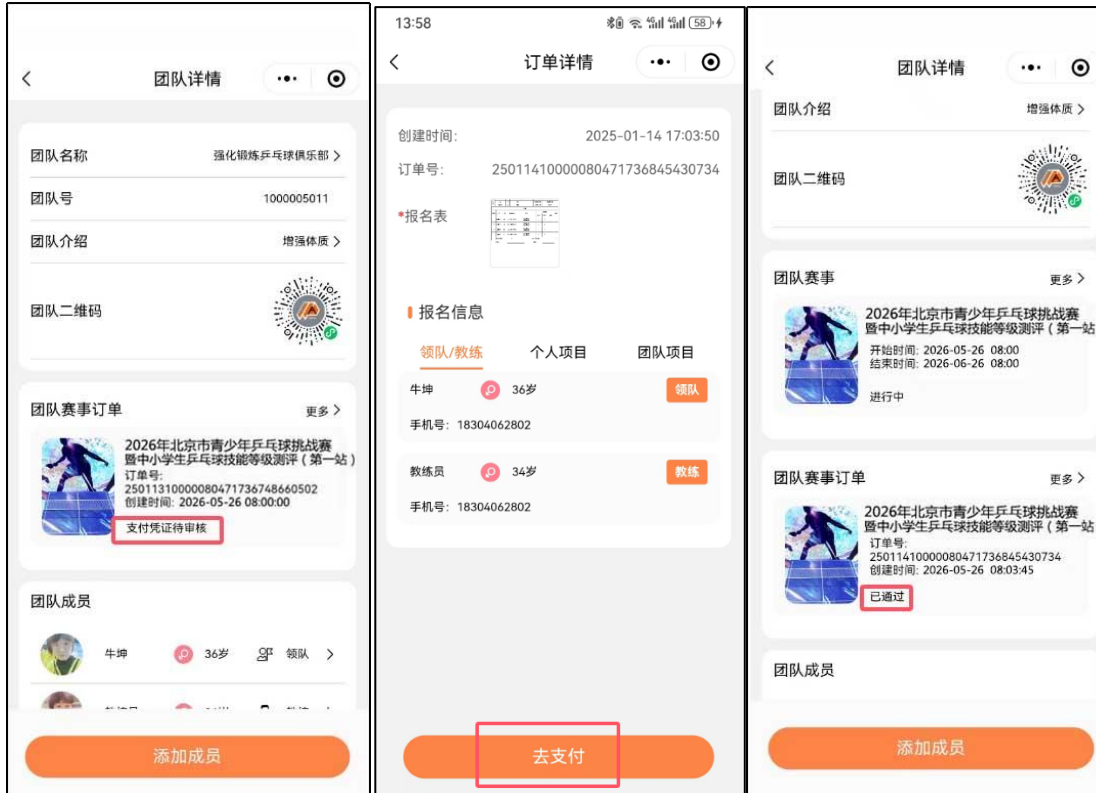 团队详情
团队名称 强化锻炼乒乓球俱乐部
团队号 1000005011
团队介绍 增强体质
团队二维码
团队赛事订单 更多
2026年北京市青少年乒乓球挑战赛
暨中小学生乒乓球技能等级测评（第一站）
订单号:
25011310000080471736748660502
创建时间: 2026-05-26 08:00:00
支付凭证待审核
团队成员
牛坤 36岁 领队
添加成员
13:58 58
订单详情
创建时间: 2025-01-14 17:03:50
订单号: 25011410000080471736845430734
*报名表
报名信息
领队/教练 个人项目 团队项目
牛坤 36岁 领队
手机号: 18304062802
教练员 34岁 教练
手机号: 18304062802
去支付
团队详情
团队介绍 增强体质
团队二维码
团队赛事 更多
2026年北京市青少年乒乓球挑战赛
暨中小学生乒乓球技能等级测评（第一站
开始时间: 2026-05-26 08:00
结束时间: 2026-06-26 08:00
进行中
团队赛事订单 更多
2026年北京市青少年乒乓球挑战赛
暨中小学生乒乓球技能等级测评（第一站
订单号:
25011410000080471736845430734
创建时间: 2026-05-26 08:03:45
已通过
团队成员
添加成员